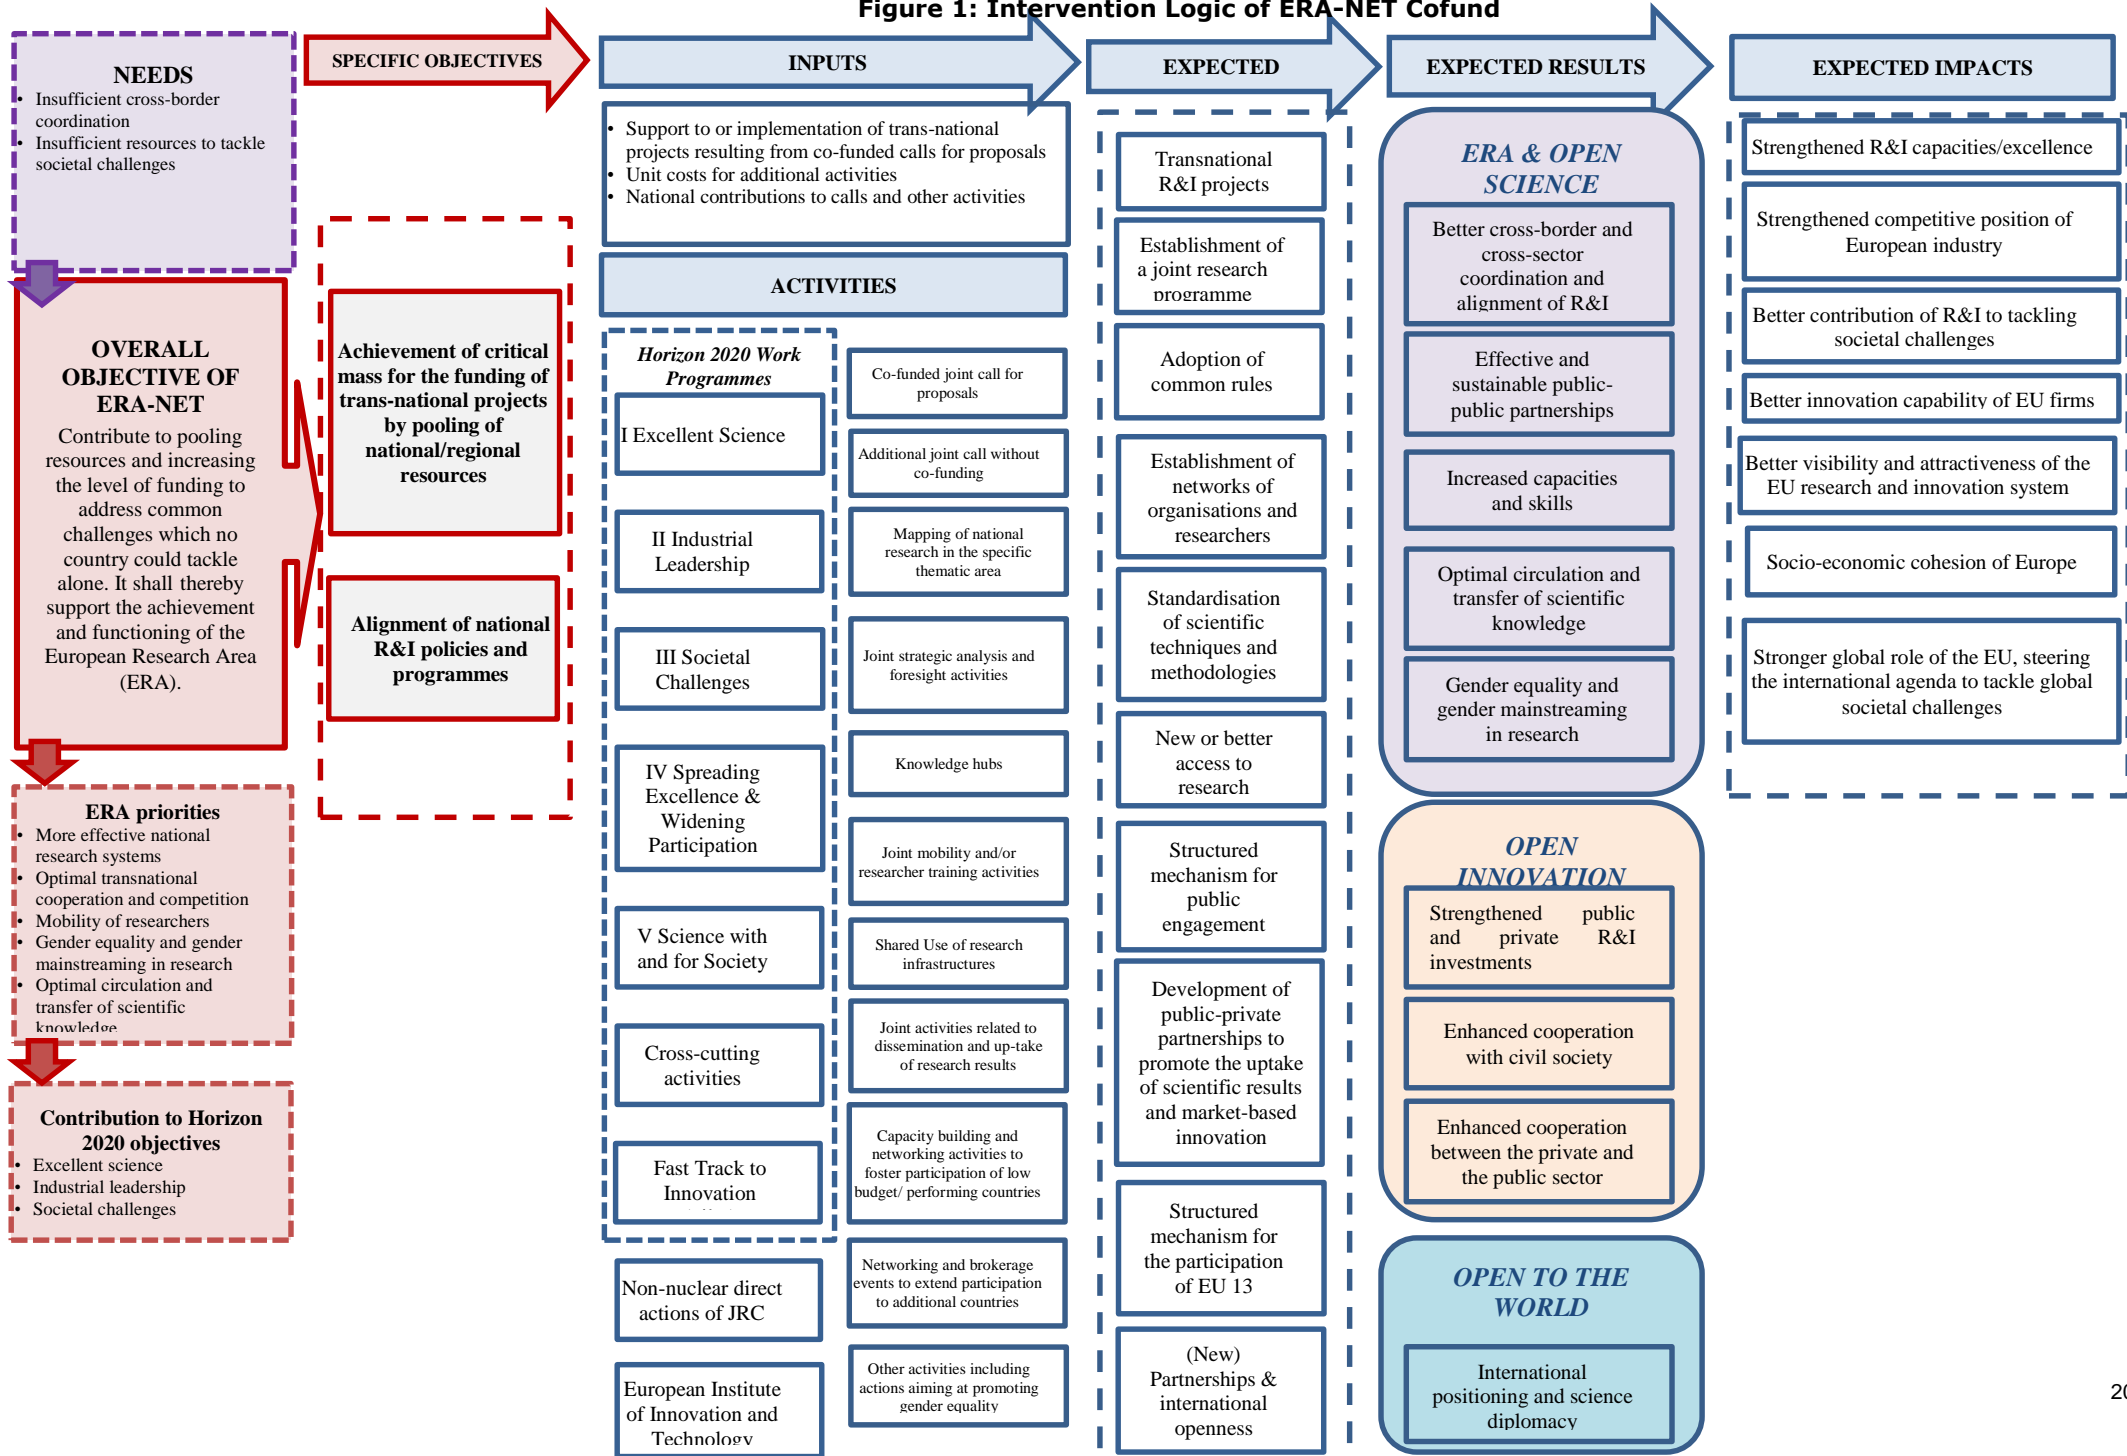 Figure 1: Intervention Logic of ERA-NET Cofund
NEEDS
• Insufficient cross-border
coordination
• Insufficient resources to tackle
societal challenges
OVERALL
OBJECTIVE OF
ERA-NET
Contribute to pooling
resources and increasing
the level of funding to
address common
challenges which no
country could tackle
alone. It shall thereby
support the achievement
and functioning of the
European Research Area
(ERA).
ERA priorities
• More effective national
research systems
• Optimal transnational
cooperation and competition
• Mobility of researchers
• Gender equality and gender
mainstreaming in research
• Optimal circulation and
transfer of scientific
knowledge
Contribution to Horizon
2020 objectives
• Excellent science
• Industrial leadership
• Societal challenges
SPECIFIC OBJECTIVES
Achievement of critical
mass for the funding of
trans-national projects
by pooling of
national/regional
resources
Alignment of national
R&I policies and
programmes
INPUTS
• Support to or implementation of trans-national
projects resulting from co-funded calls for proposals
• Unit costs for additional activities
• National contributions to calls and other activities
ACTIVITIES
Horizon 2020 Work
Programmes
I Excellent Science
II Industrial
Leadership
III Societal
Challenges
IV Spreading
Excellence &
Widening
Participation
V Science with
and for Society
Cross-cutting
activities
Fast Track to
Innovation
Non-nuclear direct
actions of JRC
European Institute
of Innovation and
Technology
Co-funded joint call for
proposals
Additional joint call without
co-funding
Mapping of national
research in the specific
thematic area
Joint strategic analysis and
foresight activities
Knowledge hubs
Joint mobility and/or
researcher training activities
Shared Use of research
infrastructures
Joint activities related to
dissemination and up-take
of research results
Capacity building and
networking activities to
foster participation of low
budget/ performing countries
Networking and brokerage
events to extend participation
to additional countries
Other activities including
actions aiming at promoting
gender equality
EXPECTED
Transnational
R&I projects
Establishment of
a joint research
programme
Adoption of
common rules
Establishment of
networks of
organisations and
researchers
Standardisation
of scientific
techniques and
methodologies
New or better
access to
research
Structured
mechanism for
public
engagement
Development of
public-private
partnerships to
promote the uptake
of scientific results
and market-based
innovation
Structured
mechanism for
the participation
of EU 13
(New)
Partnerships &
international
openness
EXPECTED RESULTS
ERA & OPEN
SCIENCE
Better cross-border and
cross-sector
coordination and
alignment of R&I
Effective and
sustainable public-
public partnerships
Increased capacities
and skills
Optimal circulation and
transfer of scientific
knowledge
Gender equality and
gender mainstreaming
in research
OPEN
INNOVATION
Strengthened public
and private R&I
investments
Enhanced cooperation
with civil society
Enhanced cooperation
between the private and
the public sector
OPEN TO THE
WORLD
International
positioning and science
diplomacy
EXPECTED IMPACTS
Strengthened R&I capacities/excellence
Strengthened competitive position of
European industry
Better contribution of R&I to tackling
societal challenges
Better innovation capability of EU firms
Better visibility and attractiveness of the
EU research and innovation system
Socio-economic cohesion of Europe
Stronger global role of the EU, steering
the international agenda to tackle global
societal challenges
20